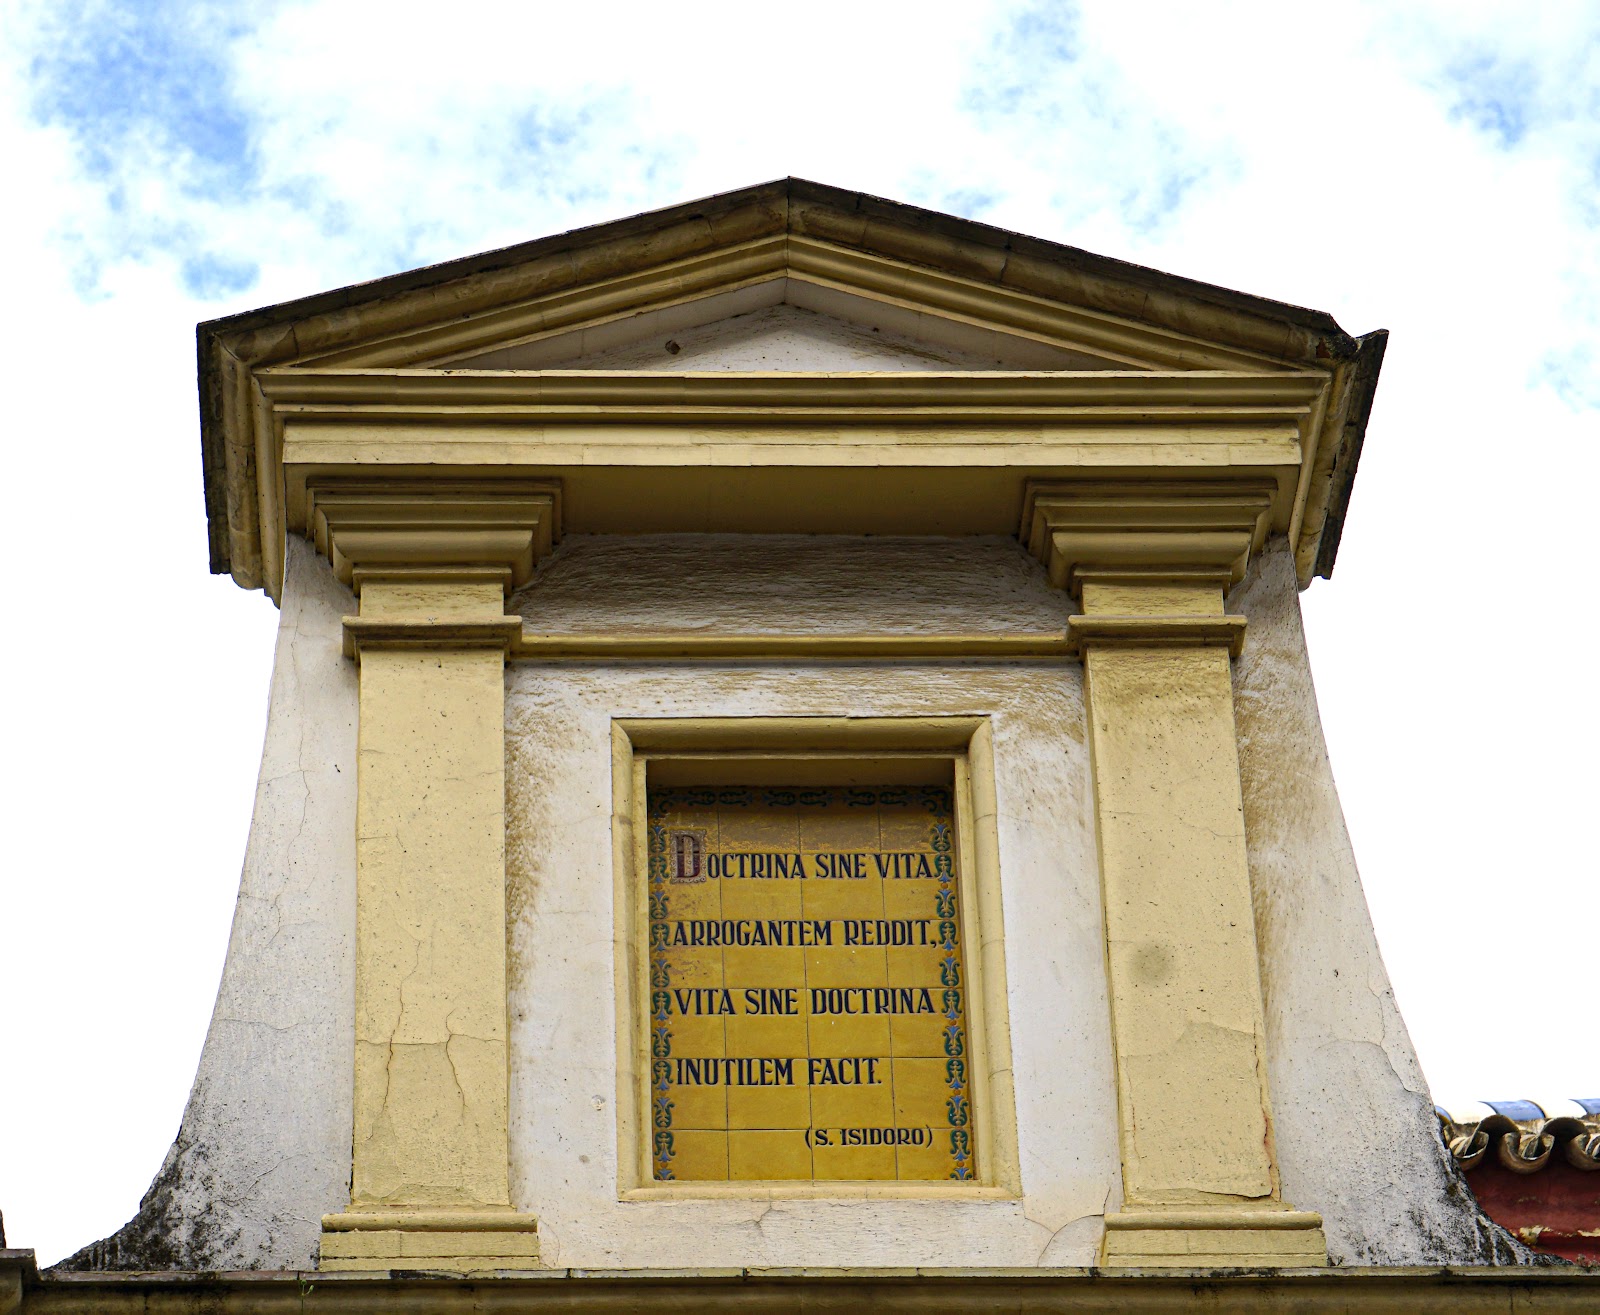 DOCTRINA SINE VITA
ARROGANTEM REDDIT,
VITA SINE DOCTRINA
INUTILEM FACIT.
(S. ISIDORO)